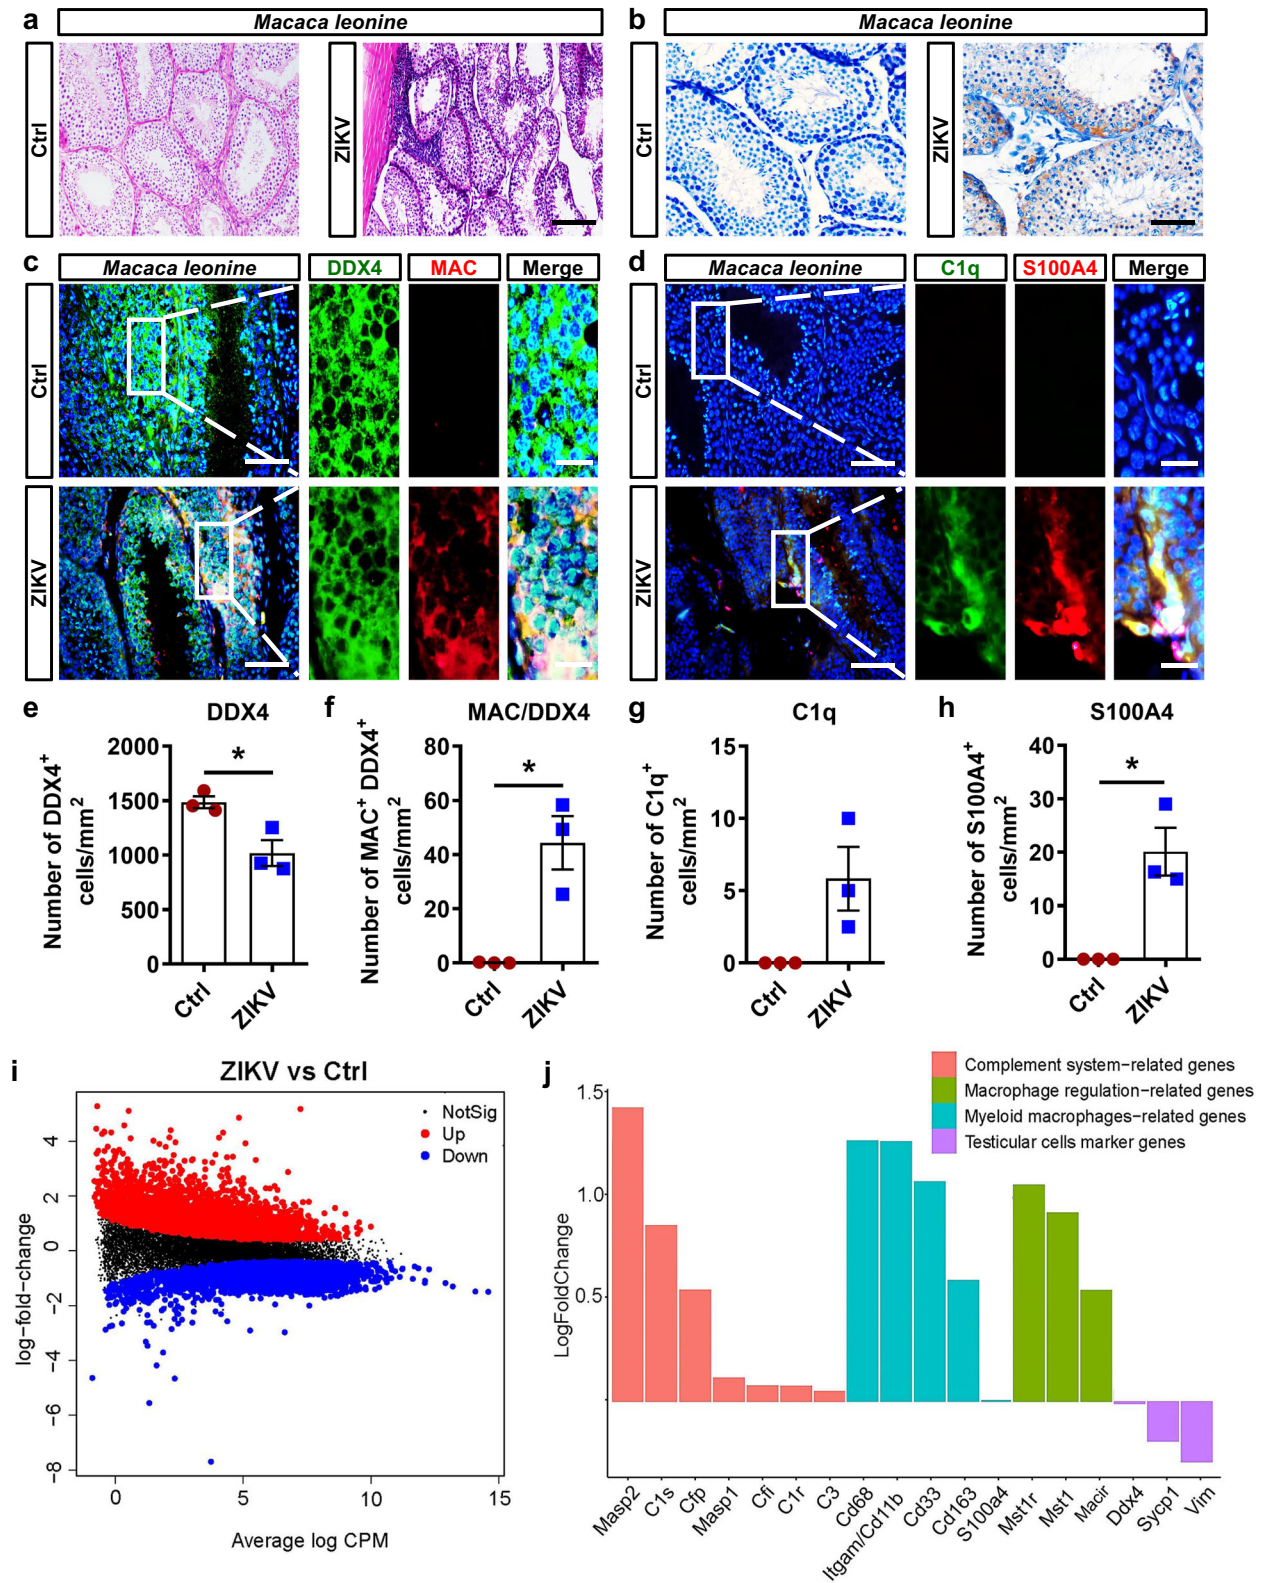 a
Macaca leonine
Ctrl
ZIKV
b
Macaca leonine
Ctrl
ZIKV
c
Macaca leonine
DDX4
MAC
Merge
Ctrl
ZIKV
d
Macaca leonine
C1q
S100A4
Merge
Ctrl
ZIKV
e
DDX4
Number of DDX4+
cells/mm2
2000
1500
1000
500
0
*
Ctrl
ZIKV
f
MAC/DDX4
Number of MAC+ DDX4+
cells/mm2
80
60
40
20
0
*
Ctrl
ZIKV
g
C1q
Number of C1q+
cells/mm2
15
10
5
0
Ctrl
ZIKV
h
S100A4
Number of S100A4+
cells/mm2
40
30
20
10
0
*
Ctrl
ZIKV
i
ZIKV vs Ctrl
NotSig
Up
Down
log-fold-change
4
2
0
-2
-4
-6
-8
0
5
10
15
Average log CPM
j
Complement system-related genes
Macrophage regulation-related genes
Myeloid macrophages-related genes
Testicular cells marker genes
LogFoldChange
1.5
1.0
0.5
Masp2
C1s
Cfp
Masp1
Cfi
C1r
C3
Cd68
Itgam/Cd11b
Cd33
Cd163
S100a4
Mst1r
Mst1
Macir
Ddx4
Sycp1
Vim